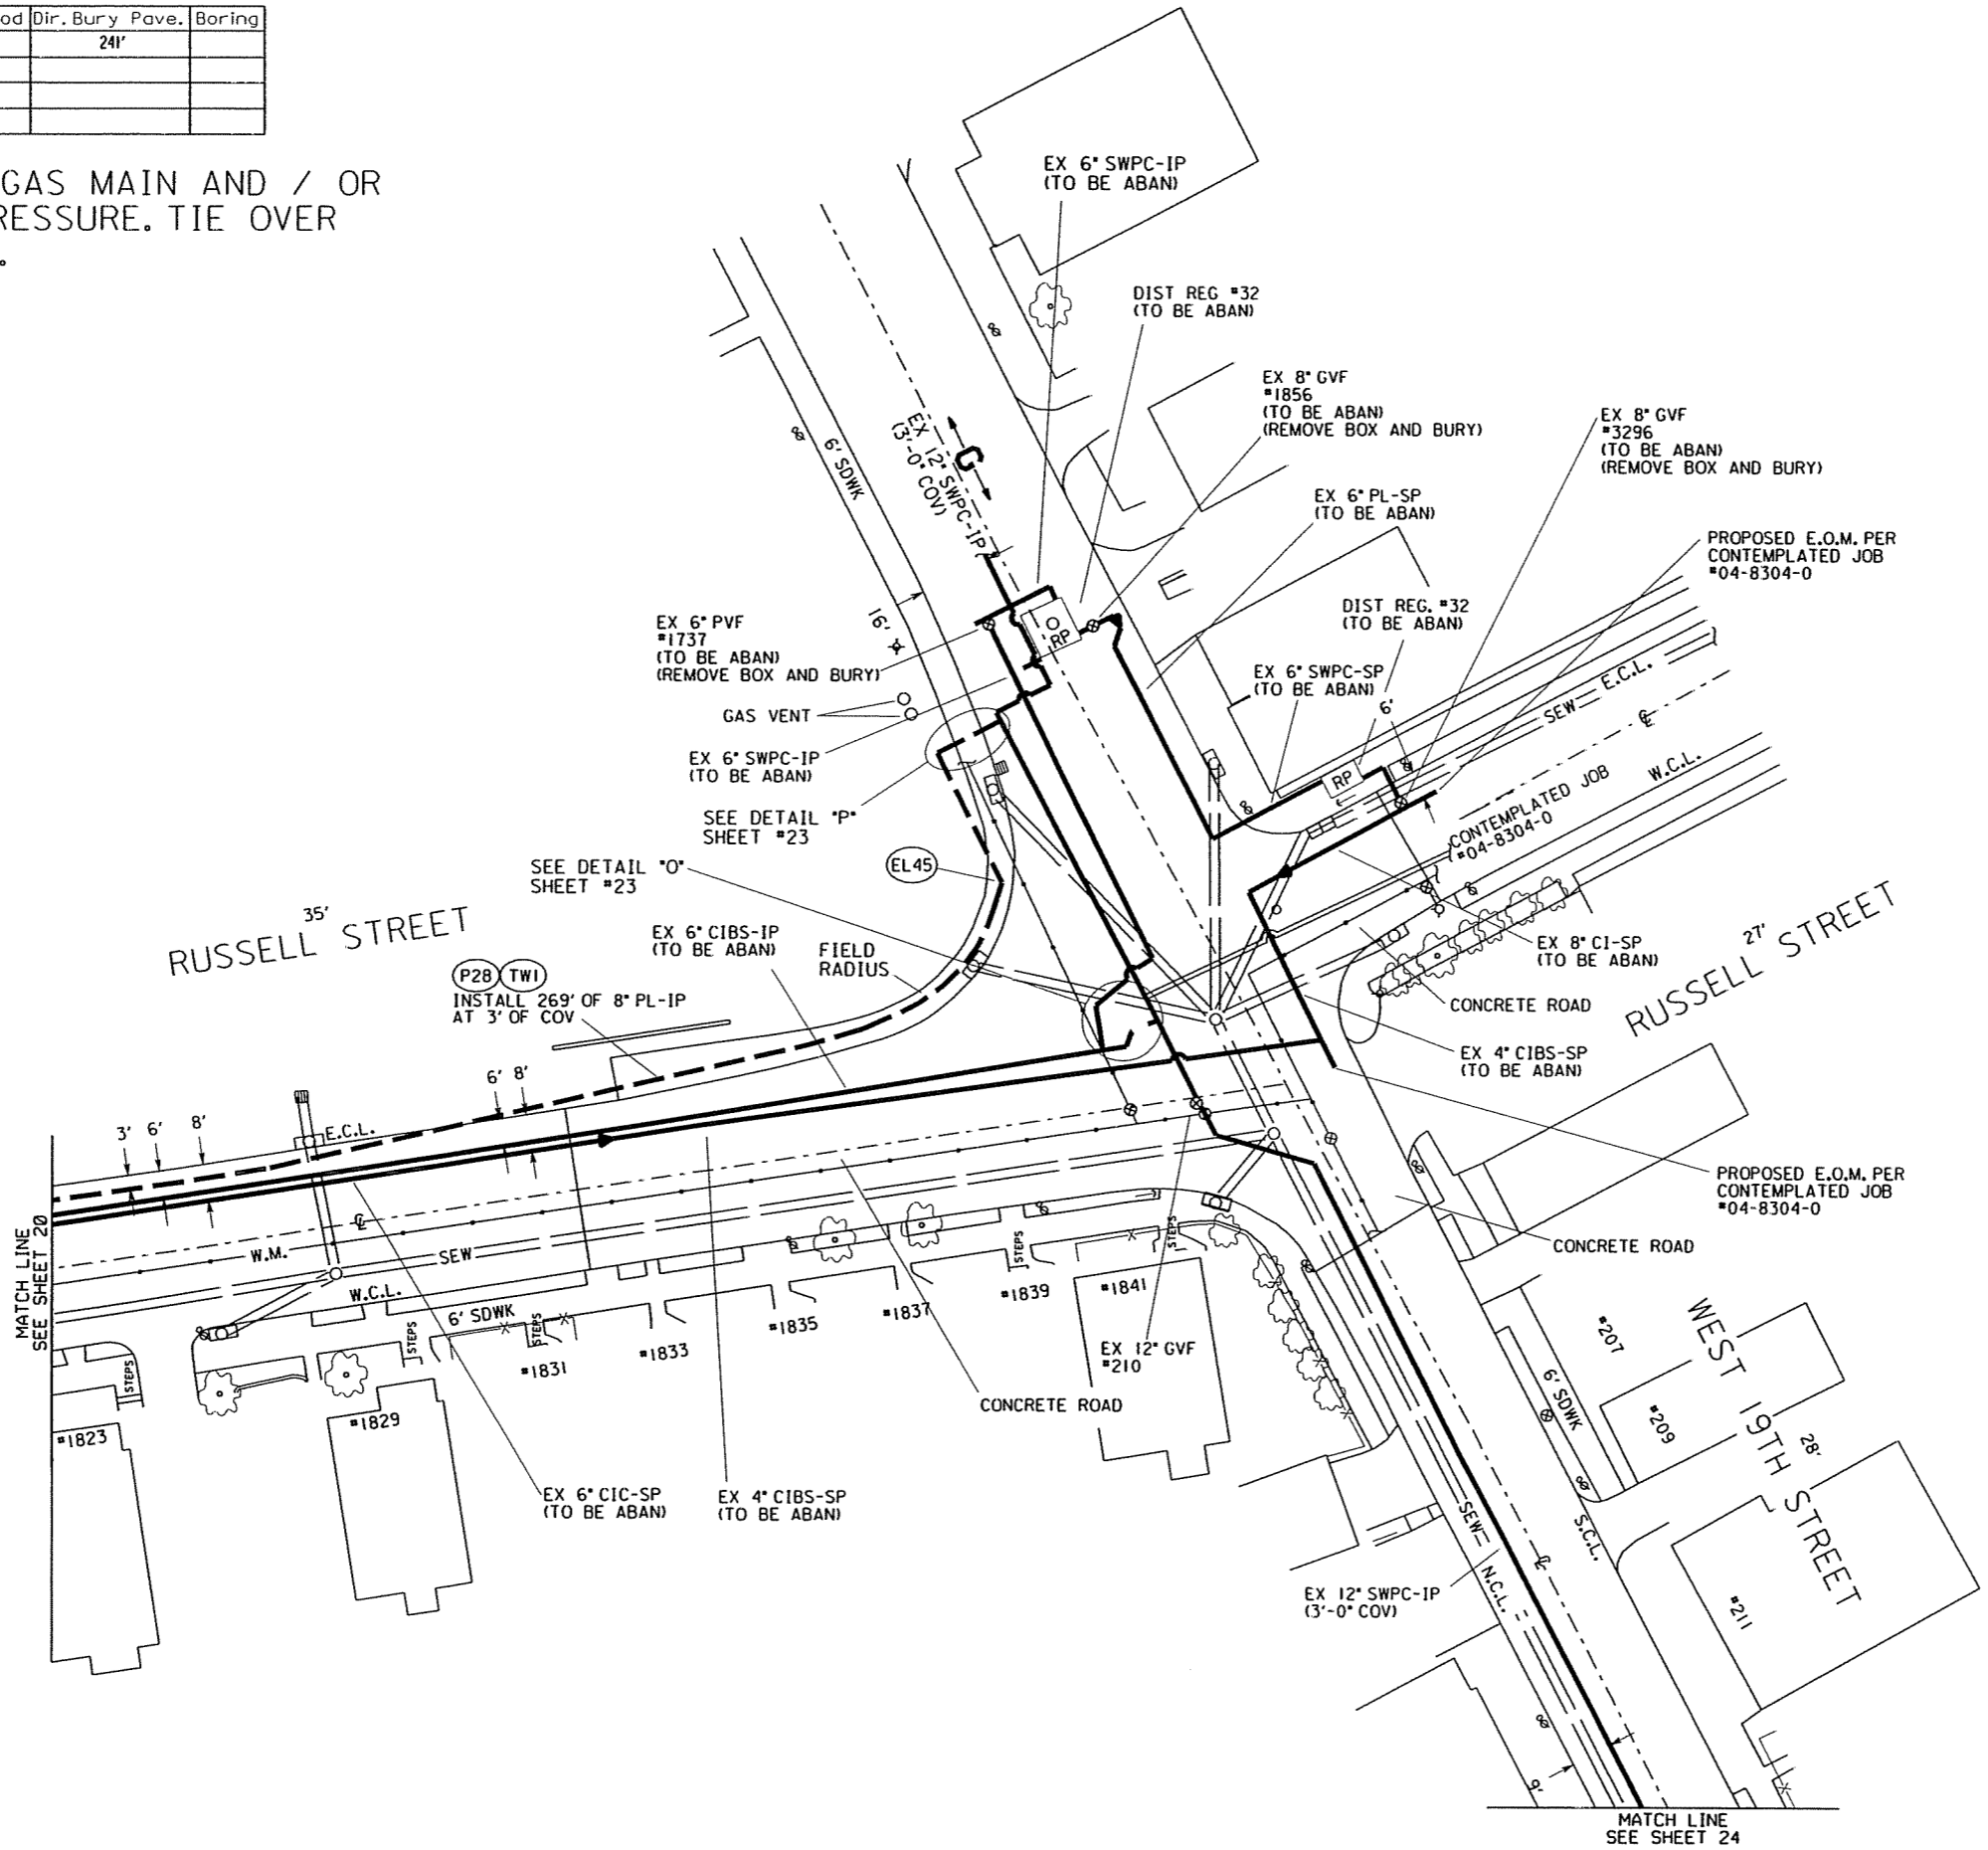 od Dir. Bury Pave. Boring
241'
GAS MAIN AND / OR
RESSURE. TIE OVER
EX 6" SWPC-IP
(TO BE ABAN)
DIST REG #32
(TO BE ABAN)
EX 8" GVF
#1856
(TO BE ABAN)
(REMOVE BOX AND BURY)
EX 8" GVF
#3296
(TO BE ABAN)
(REMOVE BOX AND BURY)
6' SDWK
EX 12" SWPC-IP
(3'-0" COV)
G
EX 6" PL-SP
(TO BE ABAN)
PROPOSED E.O.M. PER
CONTEMPLATED JOB
#04-8304-0
16'
EX 6" PVF
#1737
(TO BE ABAN)
(REMOVE BOX AND BURY)
RP
DIST REG. #32
(TO BE ABAN)
GAS VENT
EX 6" SWPC-SP
(TO BE ABAN)
6'
E.C.L.
SEW
CL
EX 6" SWPC-IP
(TO BE ABAN)
RP
W.C.L.
SEE DETAIL "P"
SHEET #23
CONTEMPLATED JOB
#04-8304-0
SEE DETAIL "O"
SHEET #23
EL45
35'
RUSSELL STREET
EX 6" CIBS-IP
(TO BE ABAN)
FIELD
RADIUS
EX 8" CI-SP
(TO BE ABAN)
27'
RUSSELL STREET
P28 TW1
INSTALL 269' OF 8" PL-IP
AT 3' OF COV
CONCRETE ROAD
EX 4" CIBS-SP
(TO BE ABAN)
6' 8'
3' 6' 8'
E.C.L.
PROPOSED E.O.M. PER
CONTEMPLATED JOB
#04-8304-0
CONCRETE ROAD
MATCH LINE
SEE SHEET 20
CL
W.M.
SEW
W.C.L.
6' SDWK
STEPS
STEPS
STEPS
STEPS
STEPS
#1823
#1829
#1831
#1833
#1835
#1837
#1839
#1841
EX 12" GVF
#210
CONCRETE ROAD
EX 6" CIC-SP
(TO BE ABAN)
EX 4" CIBS-SP
(TO BE ABAN)
#207
6' SDWK
#209
WEST 19TH STREET
28'
#211
SEW
S.C.L.
CL
N.C.L.
EX 12" SWPC-IP
(3'-0" COV)
9'
MATCH LINE
SEE SHEET 24